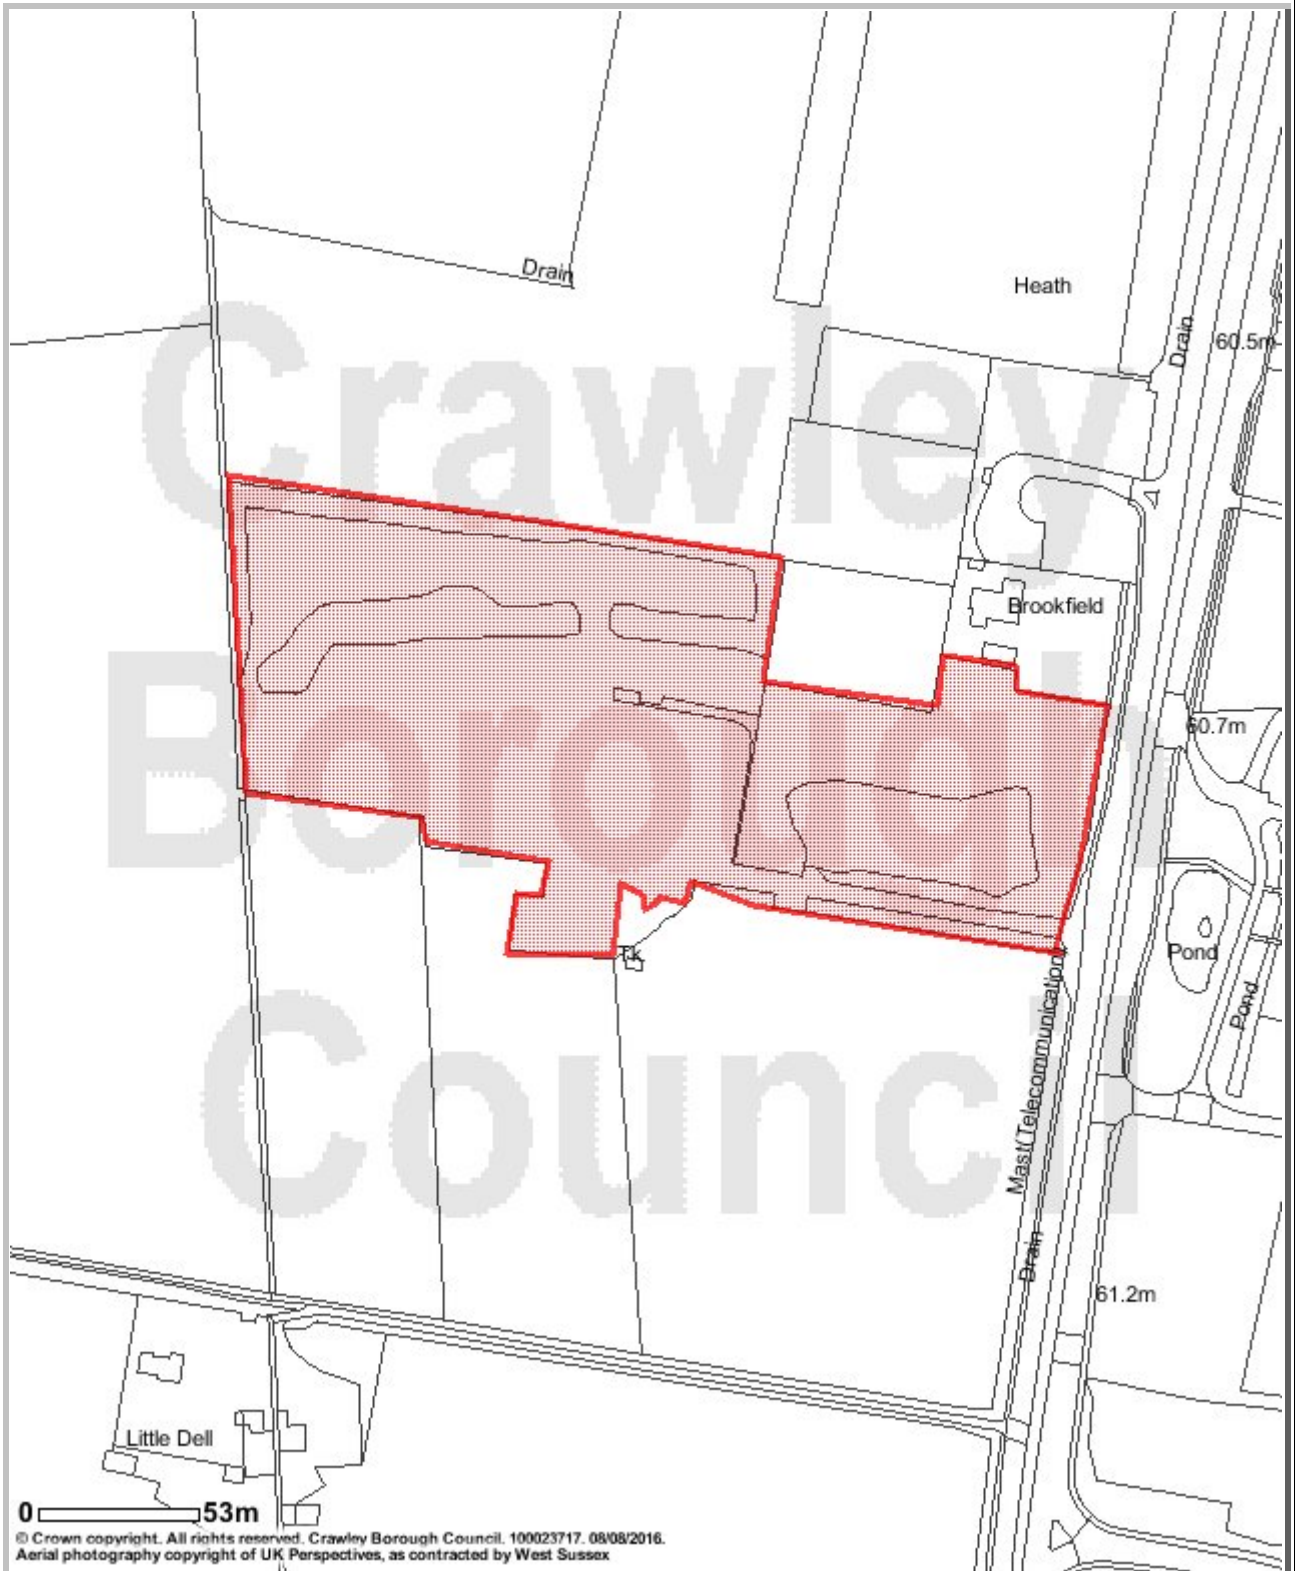 Drain
Heath
Drain
60.5m
Crawley
Brookfield
Borough
60.7m
Tk
Pond
Pond
Mast(Telecommunication)
Council
Drain
61.2m
Little Dell
0 53m
© Crown copyright. All rights reserved. Crawley Borough Council. 100023717. 08/08/2016.
Aerial photography copyright of UK Perspectives, as contracted by West Sussex